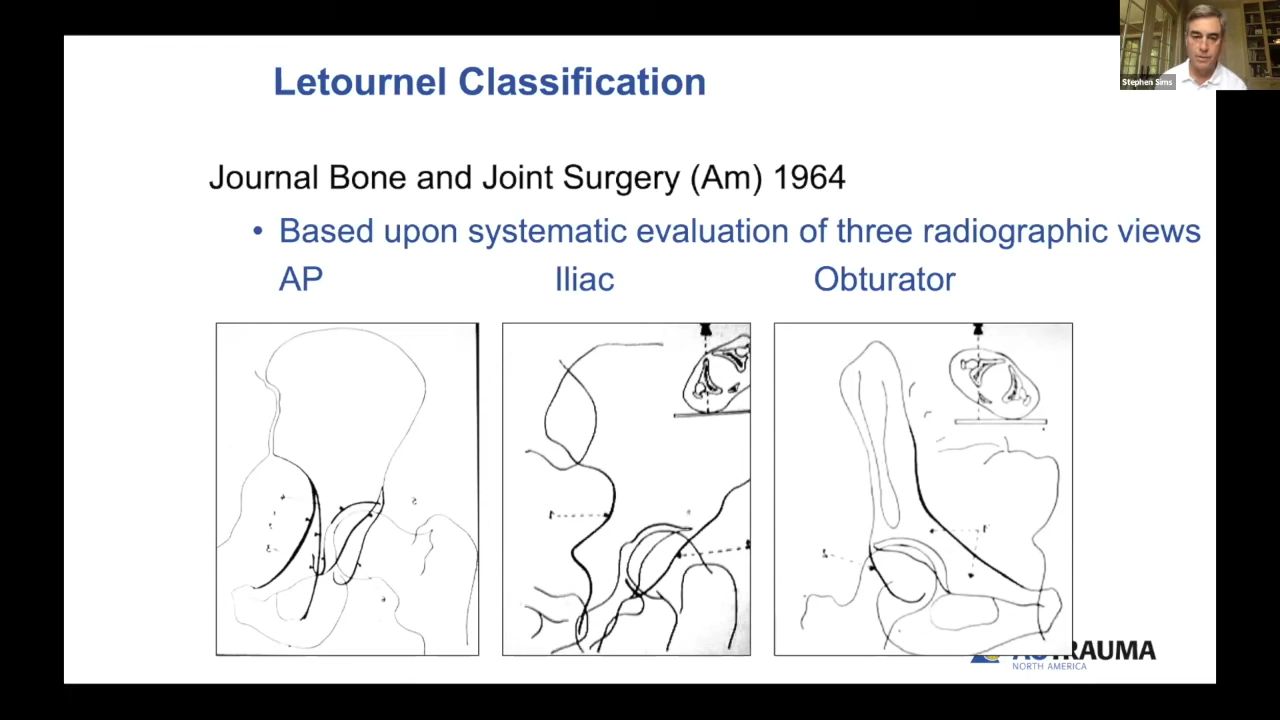 Stephen Sims
Letournel Classification
Journal Bone and Joint Surgery (Am) 1964
• Based upon systematic evaluation of three radiographic views
AP Iliac Obturator
NORTH AMERICA